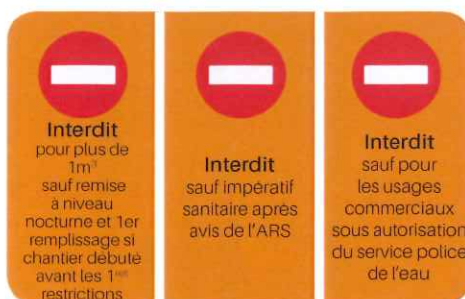 Interdit
pour plus de
1m³
sauf remise
à niveau
nocturne et 1er
remplissage si
chantier débuté
avant les 1ères
restrictions
Interdit
sauf impératif
sanitaire après
avis de l'ARS
Interdit
sauf pour
les usages
commerciaux
sous autorisation
du service police
de l'eau